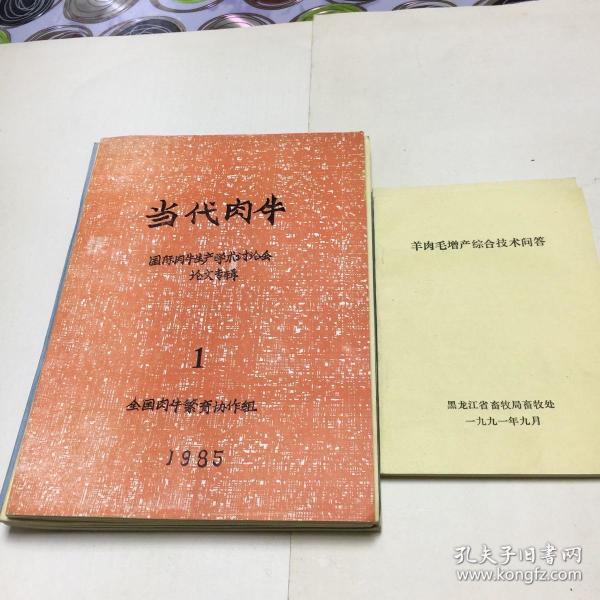 当代肉牛
国际肉牛生产学术讨论会
论文专辑
1
全国肉牛繁育协作组
1985
羊肉毛增产综合技术问答
黑龙江省畜牧局畜牧处
一九九一年九月
孔夫子旧书网
www.kongfz.com